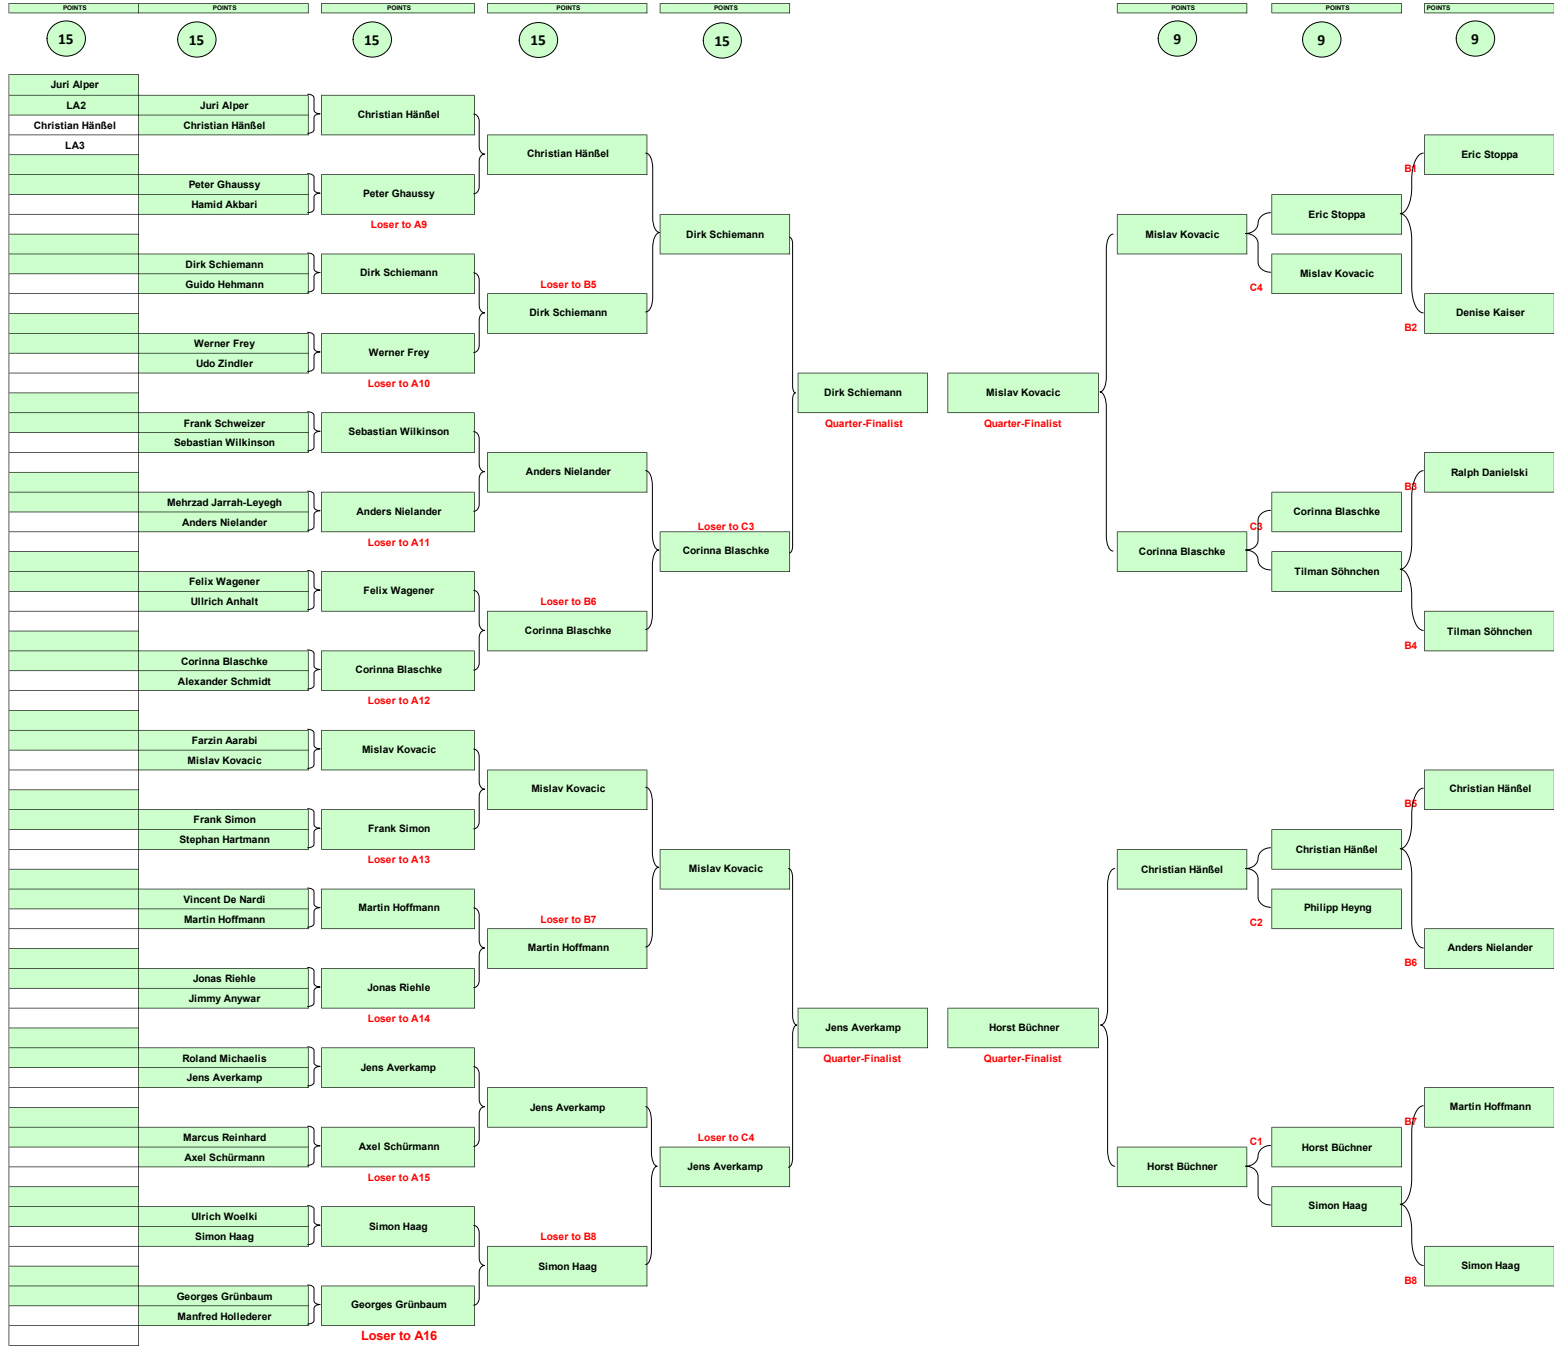 POINTS POINTS POINTS POINTS POINTS POINTS POINTS POINTS
15 15 15 15 15 9 9 9
Juri Alper
LA2
Christian Hänßel
LA3
Juri Alper
Christian Hänßel
Peter Ghaussy
Hamid Akbari
Dirk Schiemann
Guido Hehmann
Werner Frey
Udo Zindler
Frank Schweizer
Sebastian Wilkinson
Mehrzad Jarrah-Leyegh
Anders Nielander
Felix Wagener
Ullrich Anhalt
Corinna Blaschke
Alexander Schmidt
Farzin Aarabi
Mislav Kovacic
Frank Simon
Stephan Hartmann
Vincent De Nardi
Martin Hoffmann
Jonas Riehle
Jimmy Anywar
Roland Michaelis
Jens Averkamp
Marcus Reinhard
Axel Schürmann
Ulrich Woelki
Simon Haag
Georges Grünbaum
Manfred Hollederer
Christian Hänßel
Peter Ghaussy
Loser to A9
Dirk Schiemann
Werner Frey
Loser to A10
Sebastian Wilkinson
Anders Nielander
Loser to A11
Felix Wagener
Corinna Blaschke
Loser to A12
Mislav Kovacic
Frank Simon
Loser to A13
Martin Hoffmann
Jonas Riehle
Loser to A14
Jens Averkamp
Axel Schürmann
Loser to A15
Simon Haag
Georges Grünbaum
Loser to A16
Christian Hänßel
Loser to B5
Dirk Schiemann
Anders Nielander
Loser to B6
Corinna Blaschke
Mislav Kovacic
Loser to B7
Martin Hoffmann
Jens Averkamp
Loser to B8
Simon Haag
Dirk Schiemann
Loser to C3
Corinna Blaschke
Mislav Kovacic
Loser to C4
Jens Averkamp
Dirk Schiemann
Quarter-Finalist
Jens Averkamp
Quarter-Finalist
Mislav Kovacic
Quarter-Finalist
Horst Büchner
Quarter-Finalist
Mislav Kovacic
Corinna Blaschke
Christian Hänßel
Horst Büchner
Eric Stoppa
Mislav Kovacic
C4
C3
Corinna Blaschke
Tilman Söhnchen
Christian Hänßel
Philipp Heyng
C2
C1
Horst Büchner
Simon Haag
B1
Eric Stoppa
Denise Kaiser
B2
Ralph Danielski
B3
Tilman Söhnchen
B4
Christian Hänßel
B5
Anders Nielander
B6
Martin Hoffmann
B7
Simon Haag
B8